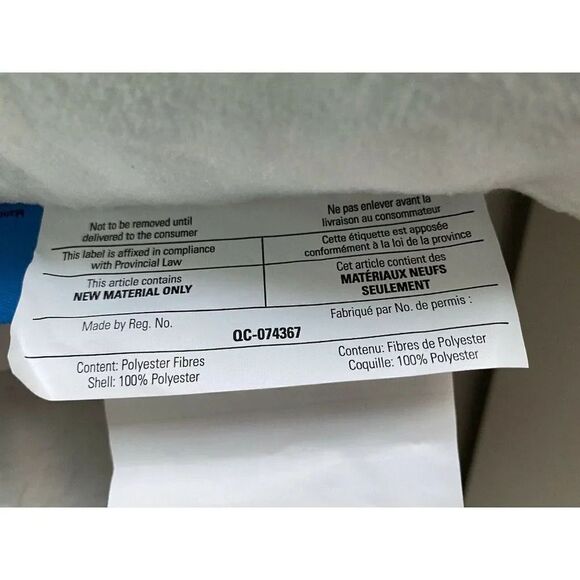 Not to be removed until
delivered to the consumer
Ne pas enlever avant la
livraison au consommateur
This label is affixed in compliance
with Provincial Law
Cette étiquette est apposée
conformément à la loi de la province
This article contains
NEW MATERIAL ONLY
Cet article contient des
MATÉRIAUX NEUFS
SEULEMENT
Made by Reg. No.
QC-074367
Fabriqué par No. de permis :
Content: Polyester Fibres
Shell: 100% Polyester
Contenu: Fibres de Polyester
Coquille: 100% Polyester